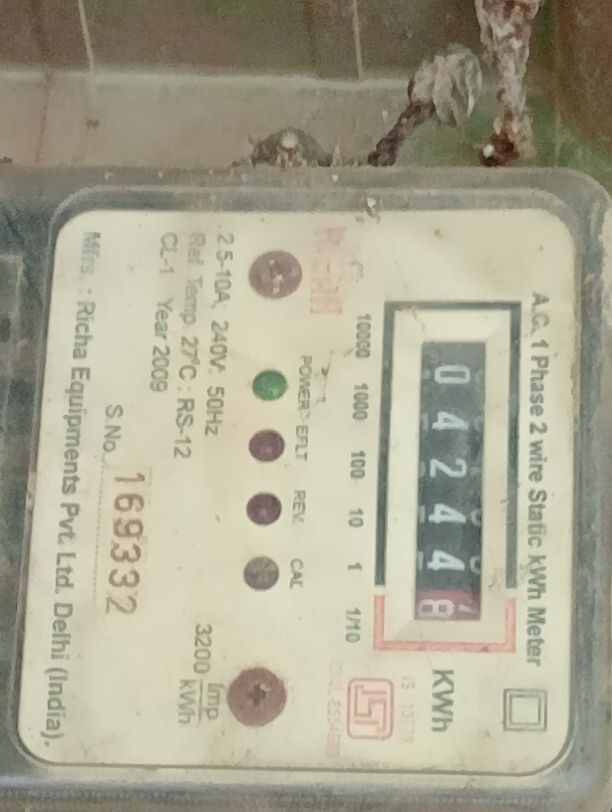 A.C. 1 Phase 2 wire Static kWh Meter
0 4 2 4 4 8
KWh
10000 1000 100 10 1 1/10
POWER EFLT REV. CAL
2.5-10A, 240V. 50Hz
Ref. Temp. 27°C : RS-12
CL-1 Year 2009
3200 Imp/kWh
S.No. 169332
Mfrs. : Richa Equipments Pvt. Ltd. Delhi (India).